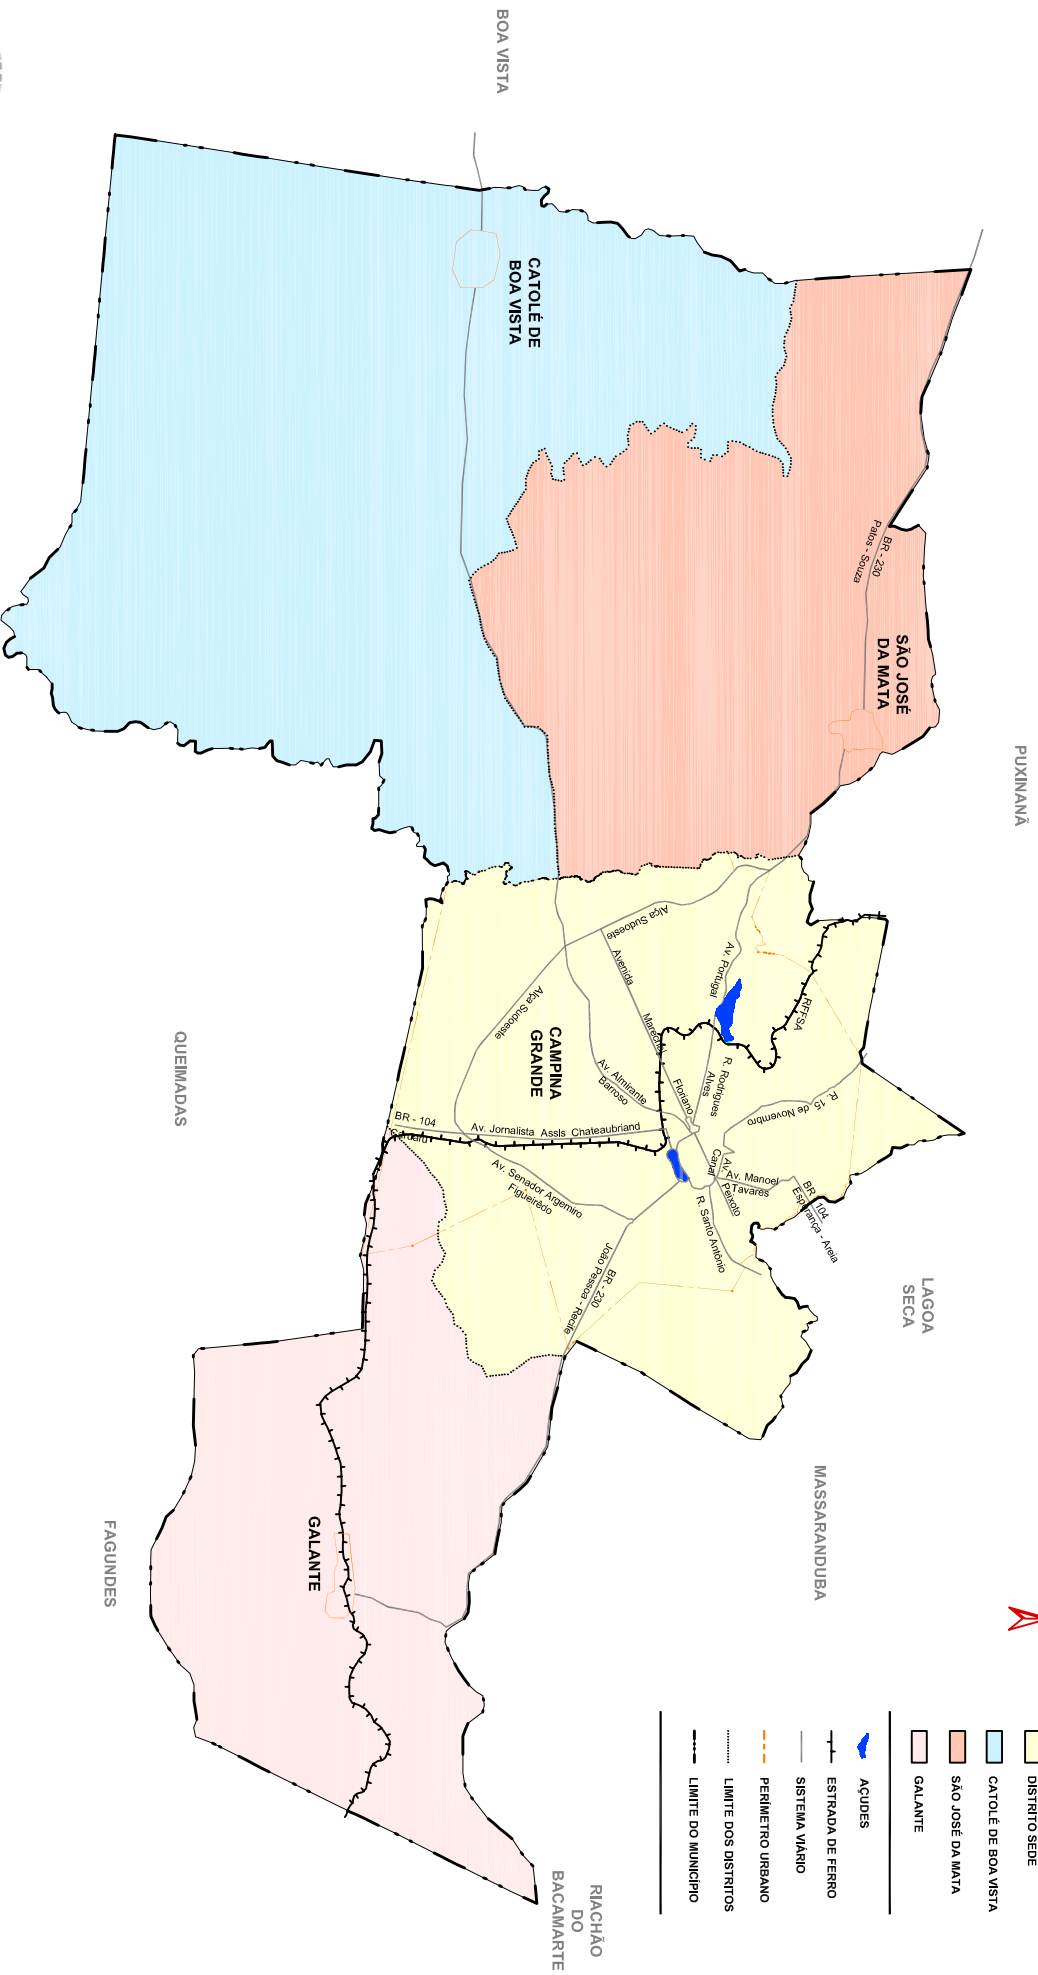 BOA VISTA
CATOLÉ DE
BOA VISTA
BR - 230
Patos - Souza
SÃO JOSÉ
DA MATA
PUXINANÃ
Alça Sudoeste
Avenida
Av. Portugal
RFFSA
Alça Sudoeste
Marechal
CAMPINA
GRANDE
Av. Almirante
Barroso
Floriano
R. Rodrigues
Alves
R. 15 de Novembro
QUEIMADAS
BR - 104
Caruaru
Av. Jornalista Assis Chateaubriand
Av.
Canal
Peixoto
Av. Manoel
Tavares
BR - 104
Esperança - Areia
Av. Senador Argemiro
Figueirêdo
R. Santo Antônio
BR - 230
João Pessoa - Recife
LAGOA
SECA
MASSARANDUBA
GALANTE
FAGUNDES
RIACHÃO
DO
BACAMARTE
DISTRITO SEDE
CATOLÉ DE BOA VISTA
SÃO JOSÉ DA MATA
GALANTE
AÇUDES
ESTRADA DE FERRO
SISTEMA VIÁRIO
PERÍMETRO URBANO
LIMITE DOS DISTRITOS
LIMITE DO MUNICÍPIO